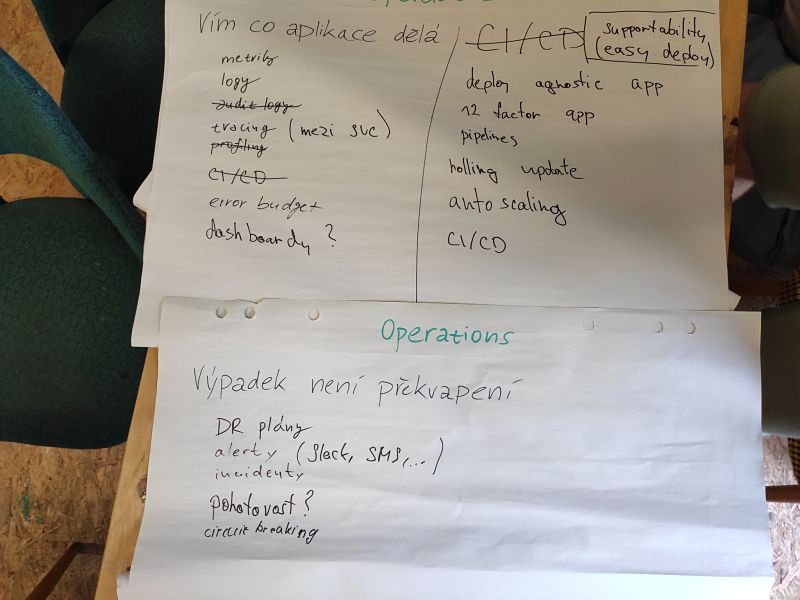 Vím co aplikace dělá
metriky
logy
audit logy
tracing (mezi svc)
profiling
CI/CD
error budget
dashboardy ?
CI/CD
supportability
(easy deploy)
deploy agnostic app
12 factor app
pipelines
rolling update
auto scaling
CI/CD
Operations
Výpadek není překvapení
DR plány
alerty (Slack, SMS,...)
incidenty
pohotovost ?
circuit breaking